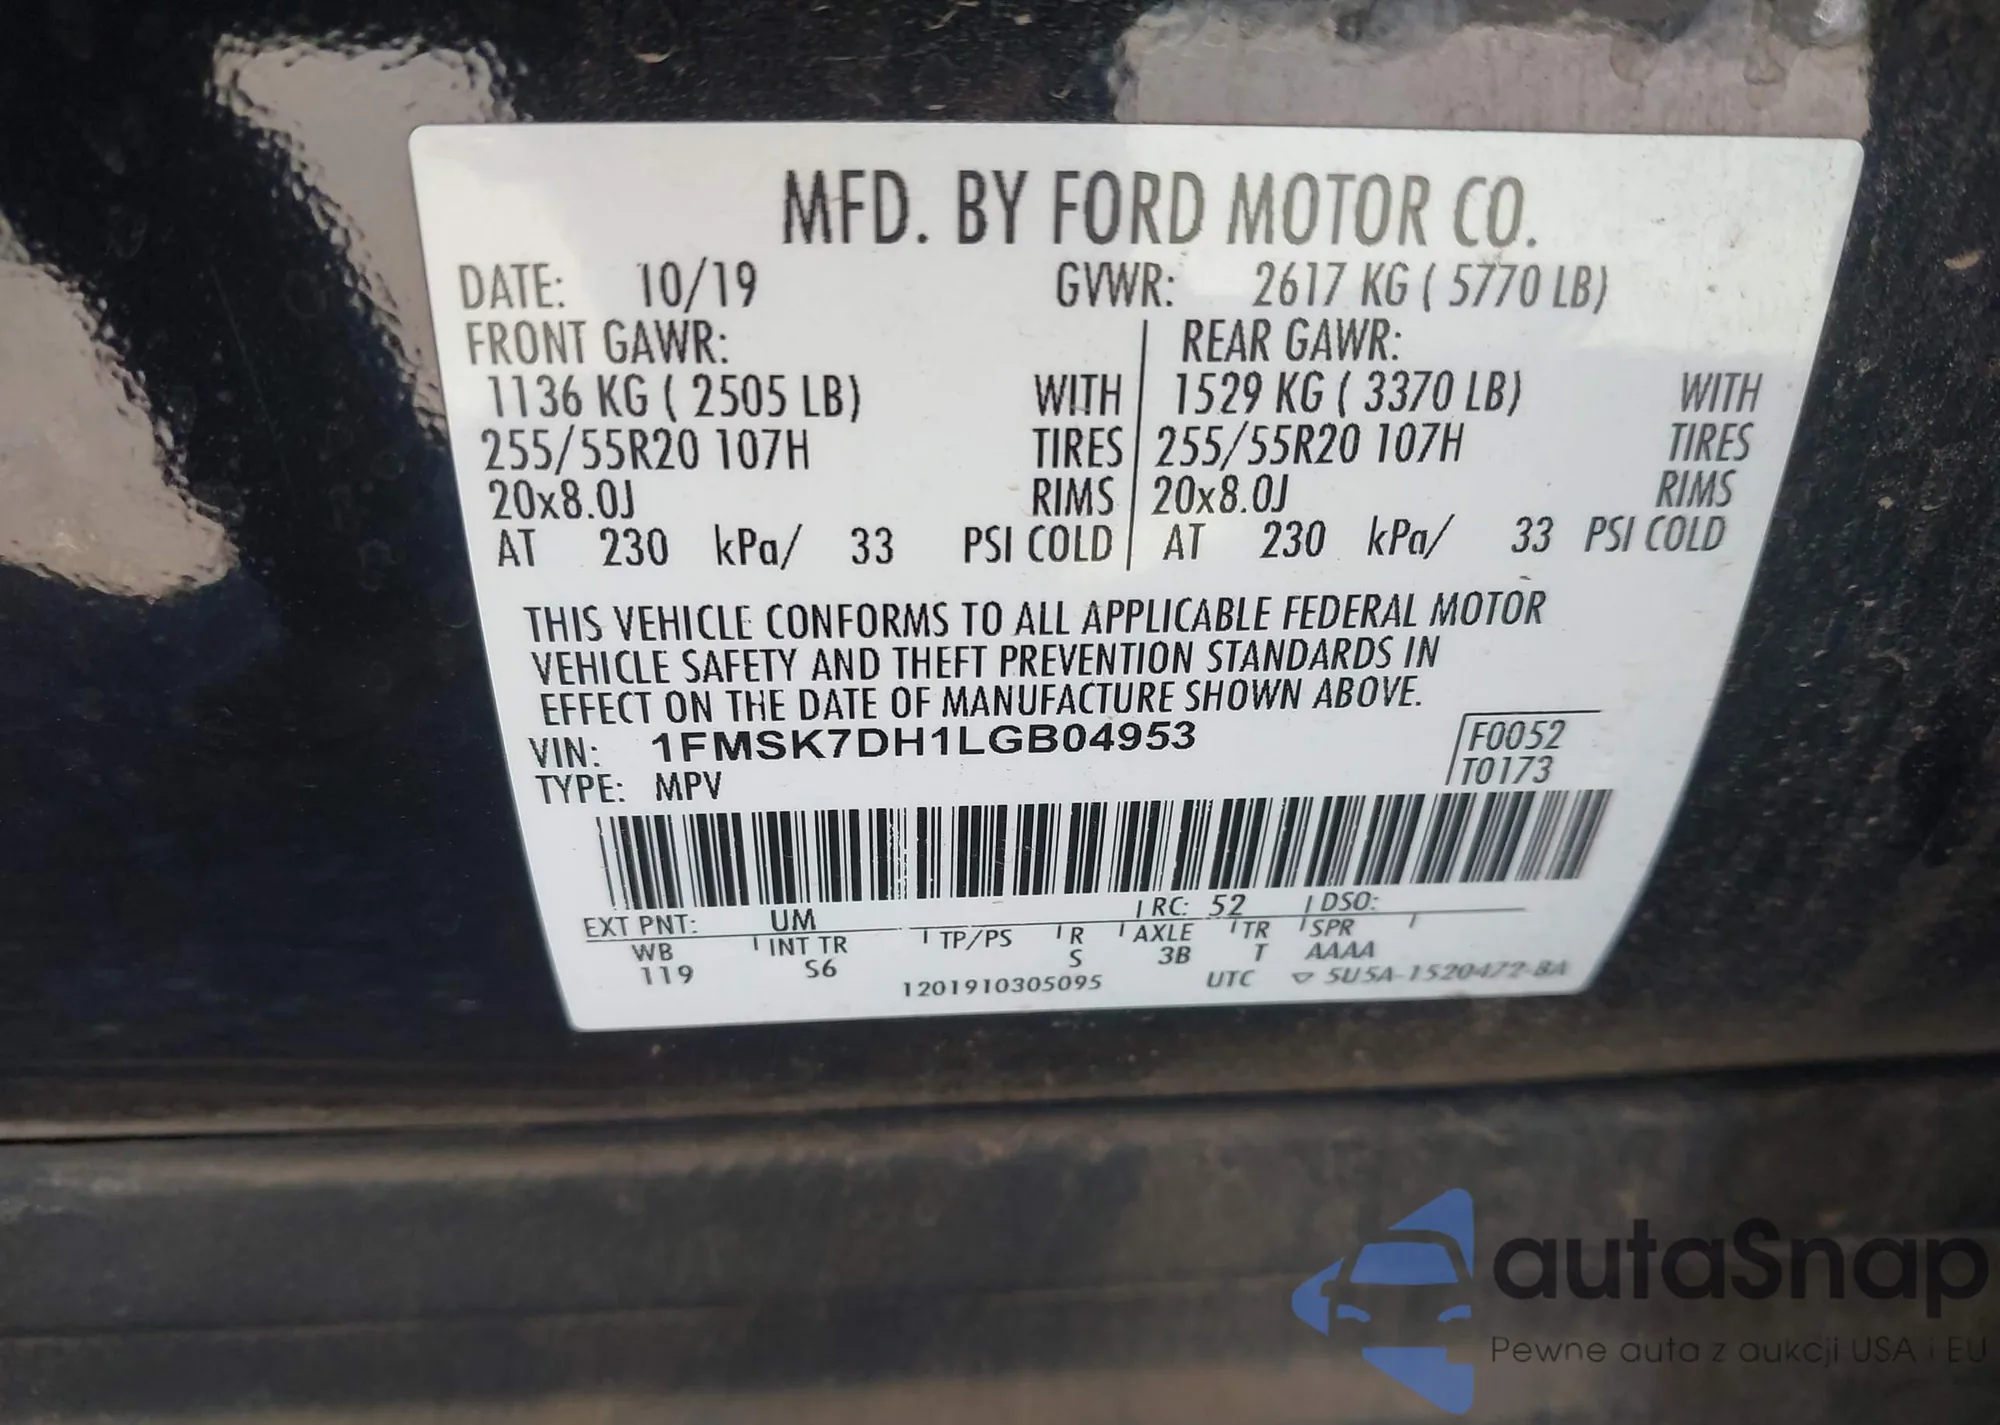 MFD. BY FORD MOTOR CO.
DATE: 10/19 GVWR: 2617 KG ( 5770 LB)
FRONT GAWR: REAR GAWR:
1136 KG ( 2505 LB) WITH 1529 KG ( 3370 LB) WITH
255/55R20 107H TIRES 255/55R20 107H TIRES
20x8.0J RIMS 20x8.0J RIMS
AT 230 kPa/ 33 PSI COLD AT 230 kPa/ 33 PSI COLD
THIS VEHICLE CONFORMS TO ALL APPLICABLE FEDERAL MOTOR
VEHICLE SAFETY AND THEFT PREVENTION STANDARDS IN
EFFECT ON THE DATE OF MANUFACTURE SHOWN ABOVE.
VIN: 1FMSK7DH1LGB04953 F0052
TYPE: MPV T0173
EXT PNT: UM RC: 52 DSO:
WB INT TR TP/PS R AXLE TR SPR
119 S6 S 3B T AAAA
1201910305095 UTC ▽ 5U5A-1520472-BA
autaSnap
Pewne auta z aukcji USA i EU